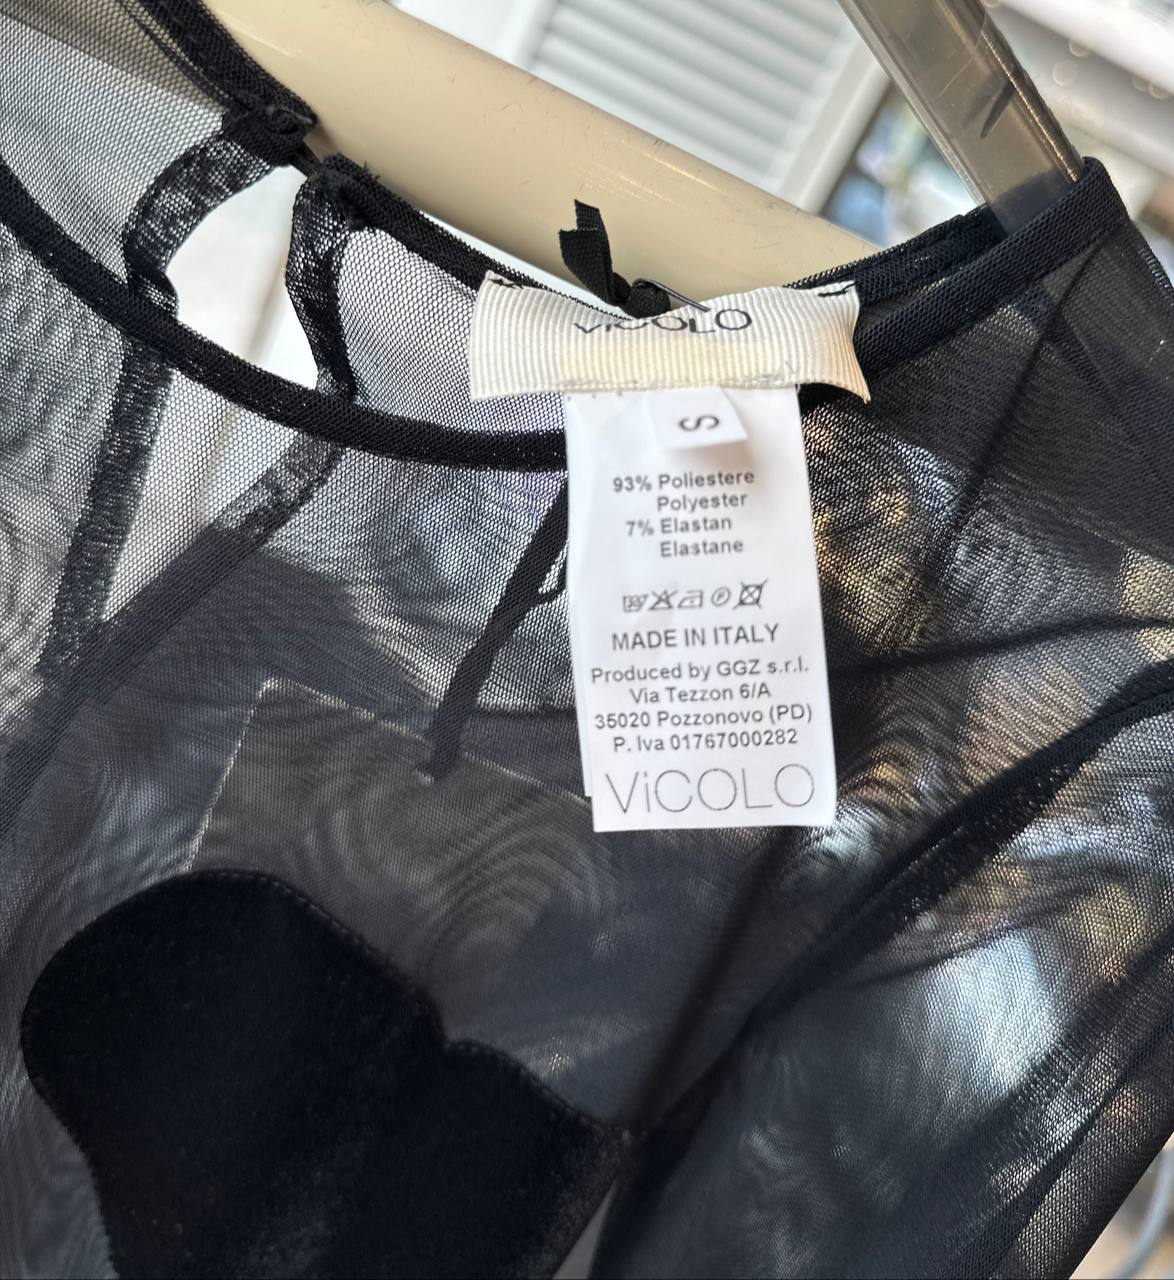 ViCOLO
S
93% Poliestere
Polyester
7% Elastan
Elastane
MADE IN ITALY
Produced by GGZ s.r.l.
Via Tezzon 6/A
35020 Pozzonovo (PD)
P. Iva 01767000282
ViCOLO